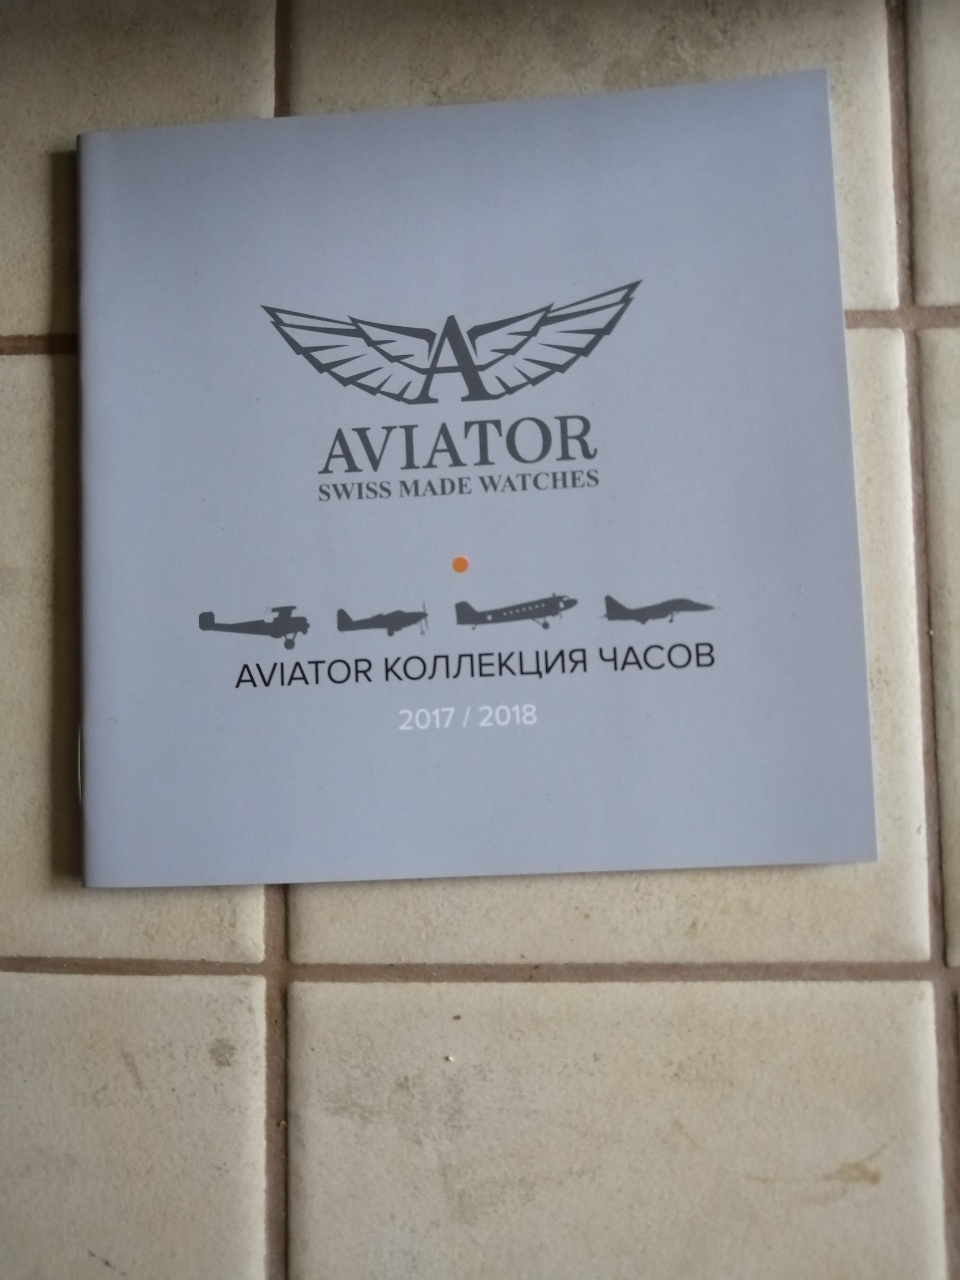 A
AVIATOR
SWISS MADE WATCHES
AVIATOR КОЛЛЕКЦИЯ ЧАСОВ
2017 / 2018